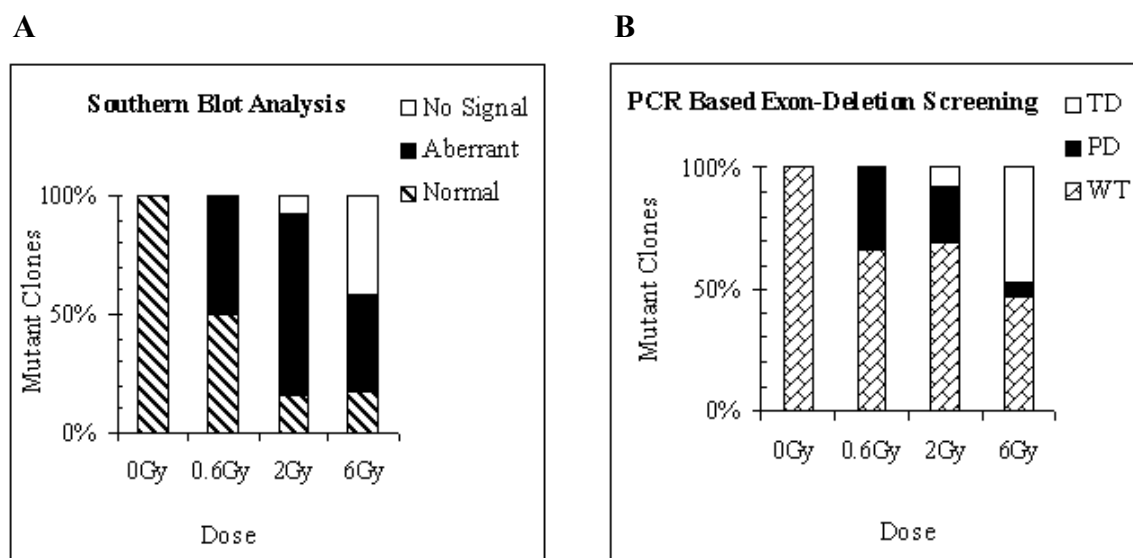 A
Southern Blot Analysis
No Signal
Aberrant
Normal
100%
50%
0%
Mutant Clones
0Gy 0.6Gy 2Gy 6Gy
Dose
B
PCR Based Exon-Deletion Screening
TD
PD
WT
100%
50%
0%
Mutant Clones
0Gy 0.6Gy 2Gy 6Gy
Dose